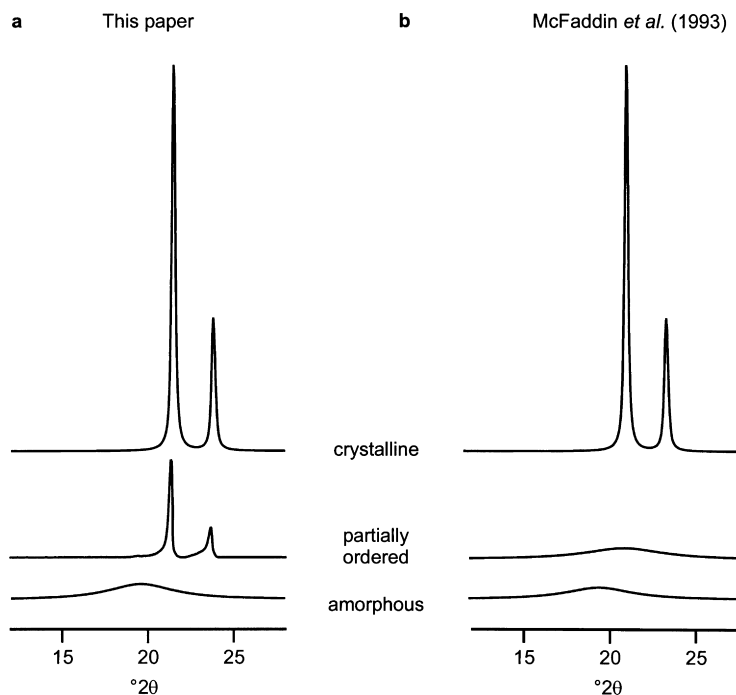 a This paper
b McFaddin et al. (1993)
crystalline
partially
ordered
amorphous
15 20 25
°2θ
15 20 25
°2θ